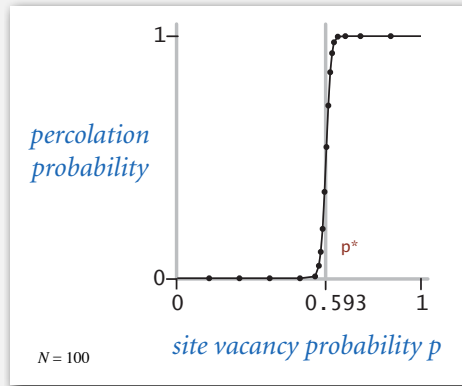 1
percolation
probability
p*
0
0
0.593
1
site vacancy probability p
N = 100